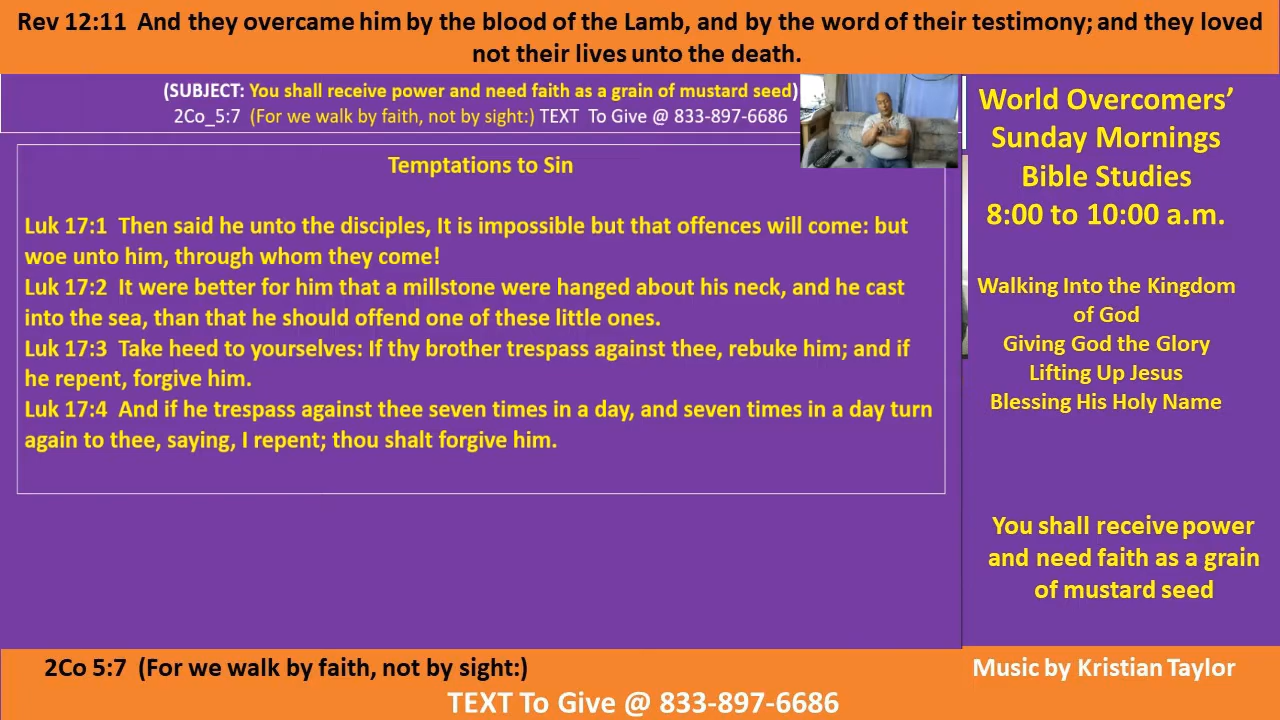 Rev 12:11  And they overcame him by the blood of the Lamb, and by the word of their testimony; and they loved
not their lives unto the death.
(SUBJECT: You shall receive power and need faith as a grain of mustard seed)
2Co_5:7  (For we walk by faith, not by sight:) TEXT  To Give @ 833-897-6686
Temptations to Sin
Luk 17:1  Then said he unto the disciples, It is impossible but that offences will come: but
woe unto him, through whom they come!
Luk 17:2  It were better for him that a millstone were hanged about his neck, and he cast
into the sea, than that he should offend one of these little ones.
Luk 17:3  Take heed to yourselves: If thy brother trespass against thee, rebuke him; and if
he repent, forgive him.
Luk 17:4  And if he trespass against thee seven times in a day, and seven times in a day turn
again to thee, saying, I repent; thou shalt forgive him.
World Overcomers’
Sunday Mornings
Bible Studies
8:00 to 10:00 a.m.
Walking Into the Kingdom
of God
Giving God the Glory
Lifting Up Jesus
Blessing His Holy Name
You shall receive power
and need faith as a grain
of mustard seed
2Co 5:7  (For we walk by faith, not by sight:)
Music by Kristian Taylor
TEXT To Give @ 833-897-6686